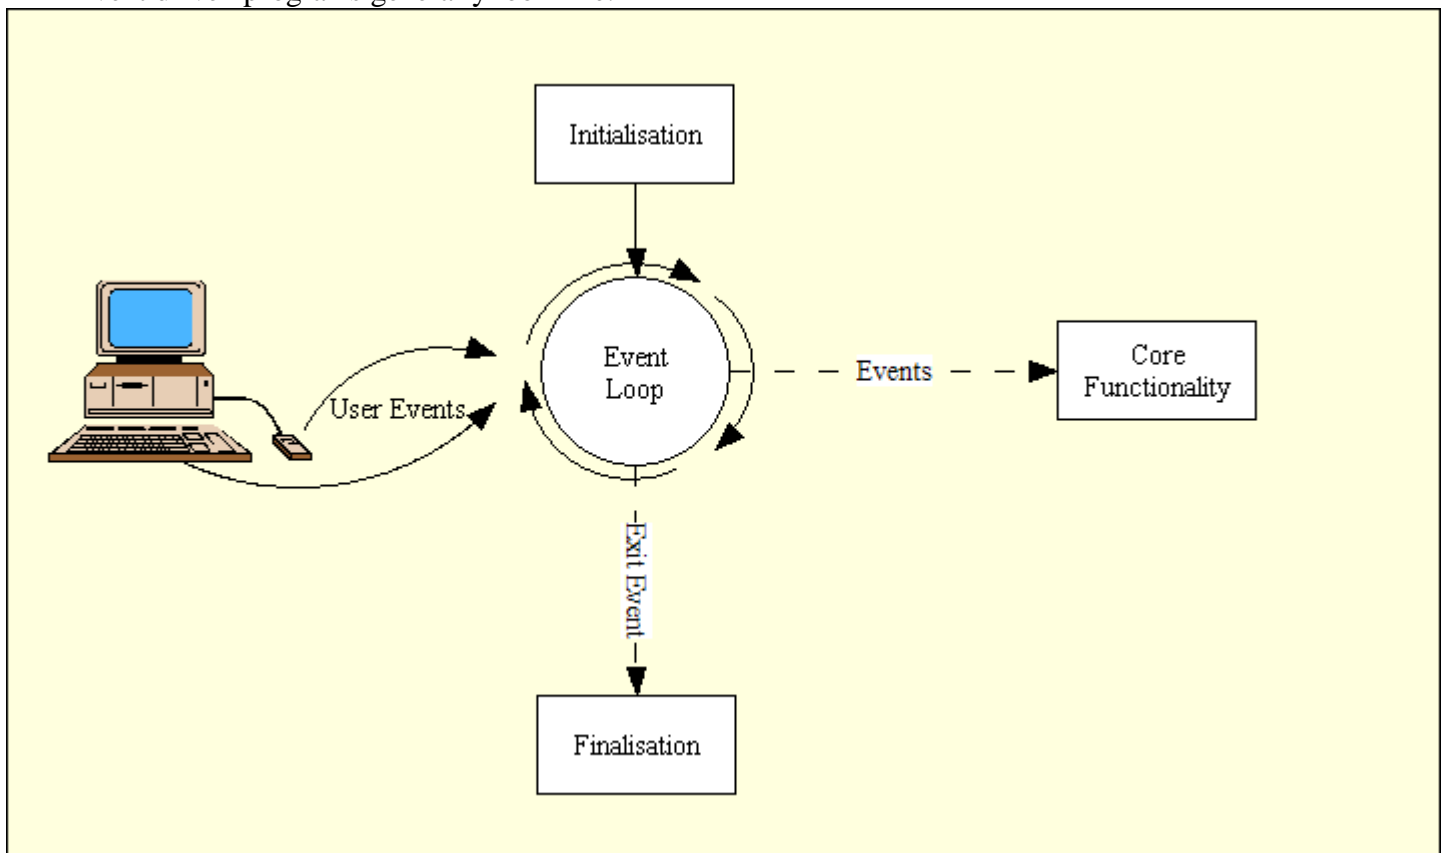 Initialisation
Event
Loop
User Events
Events
Core
Functionality
Exit Event
Finalisation